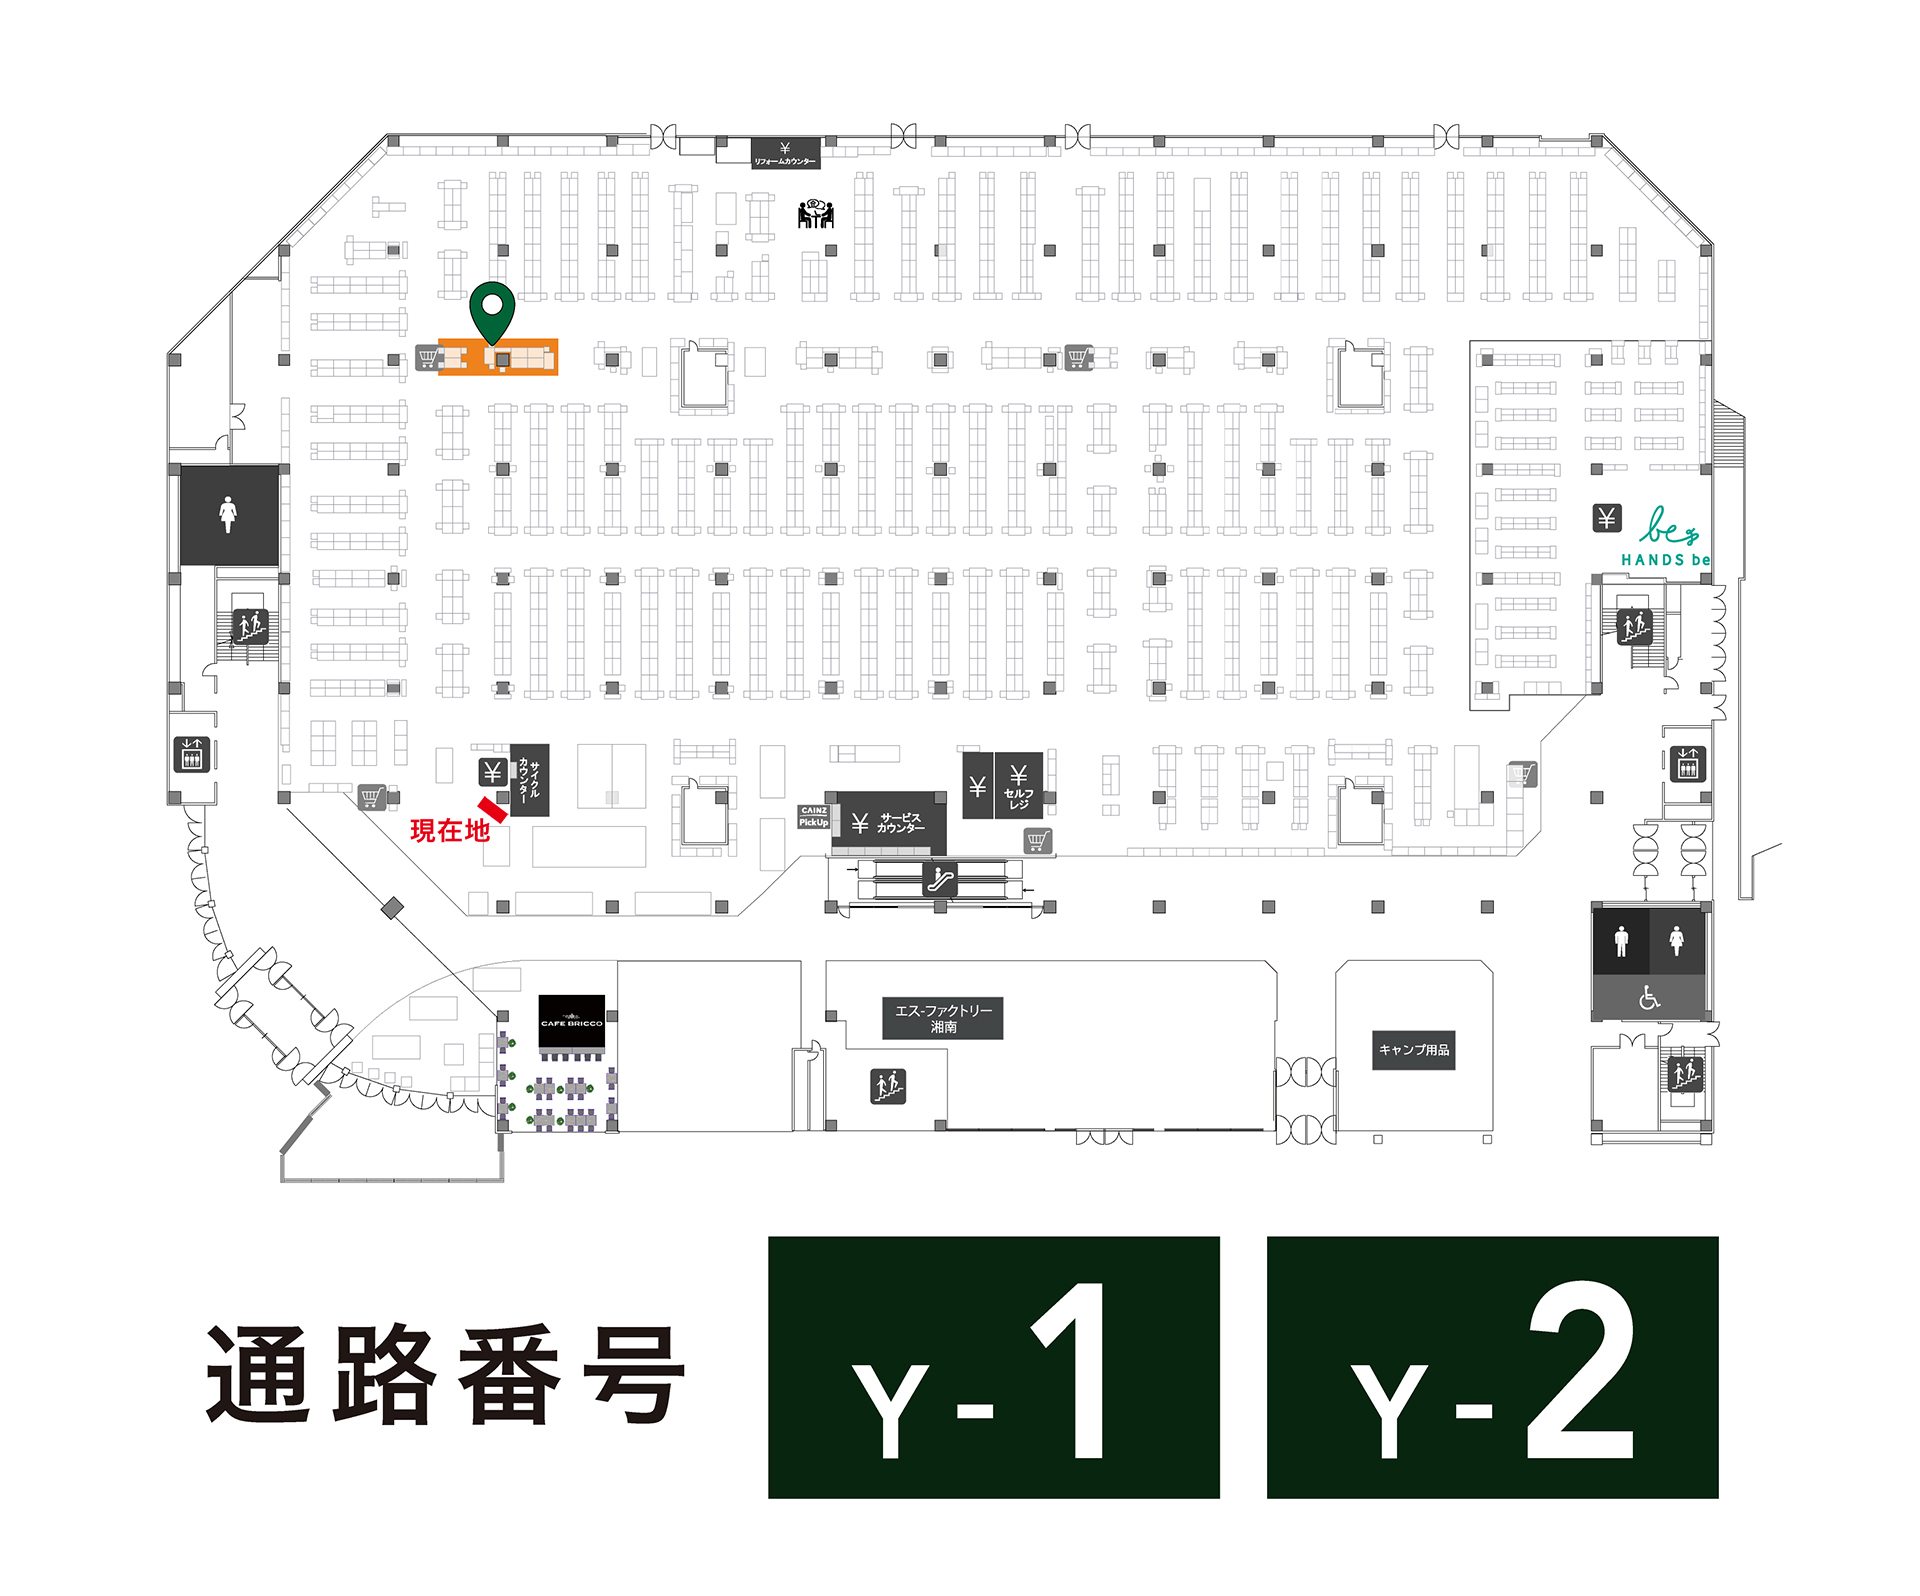 ¥
リフォームカウンター
¥
be
HANDS be
¥
サイクル
カウンター
現在地
CAINZ
PickUp
¥
サービス
カウンター
¥
¥
セルフ
レジ
CAFE BRICCO
エス-ファクトリー
湘南
キャンプ用品
通路番号
Y-1
Y-2